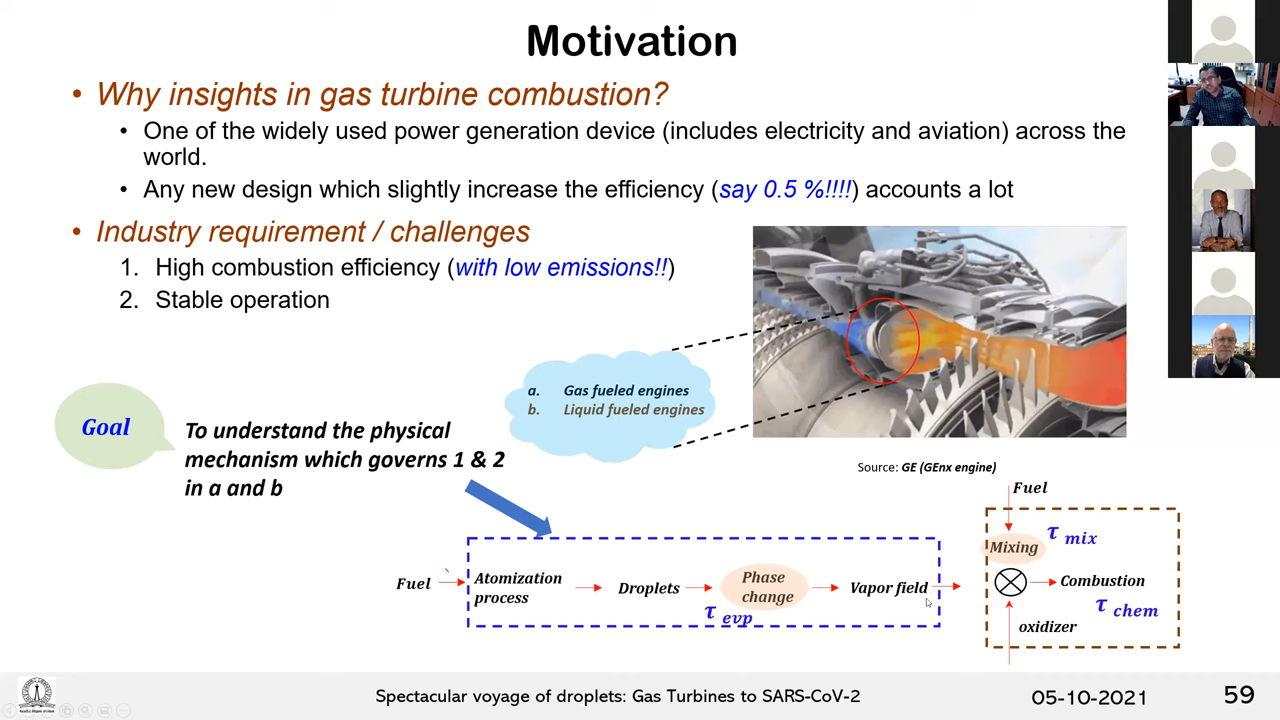 Motivation
• Why insights in gas turbine combustion?
• One of the widely used power generation device (includes electricity and aviation) across the
world.
• Any new design which slightly increase the efficiency (say 0.5 %!!!!) accounts a lot
• Industry requirement / challenges
1. High combustion efficiency (with low emissions!!)
2. Stable operation
a. Gas fueled engines
b. Liquid fueled engines
Goal
To understand the physical
mechanism which governs 1 & 2
in a and b
Source: GE (GEnx engine)
Fuel
Atomization
process
Droplets
Phase
change
τ evp
Vapor field
Fuel
Mixing
τ mix
Combustion
τ chem
oxidizer
Spectacular voyage of droplets: Gas Turbines to SARS-CoV-2
05-10-2021
59